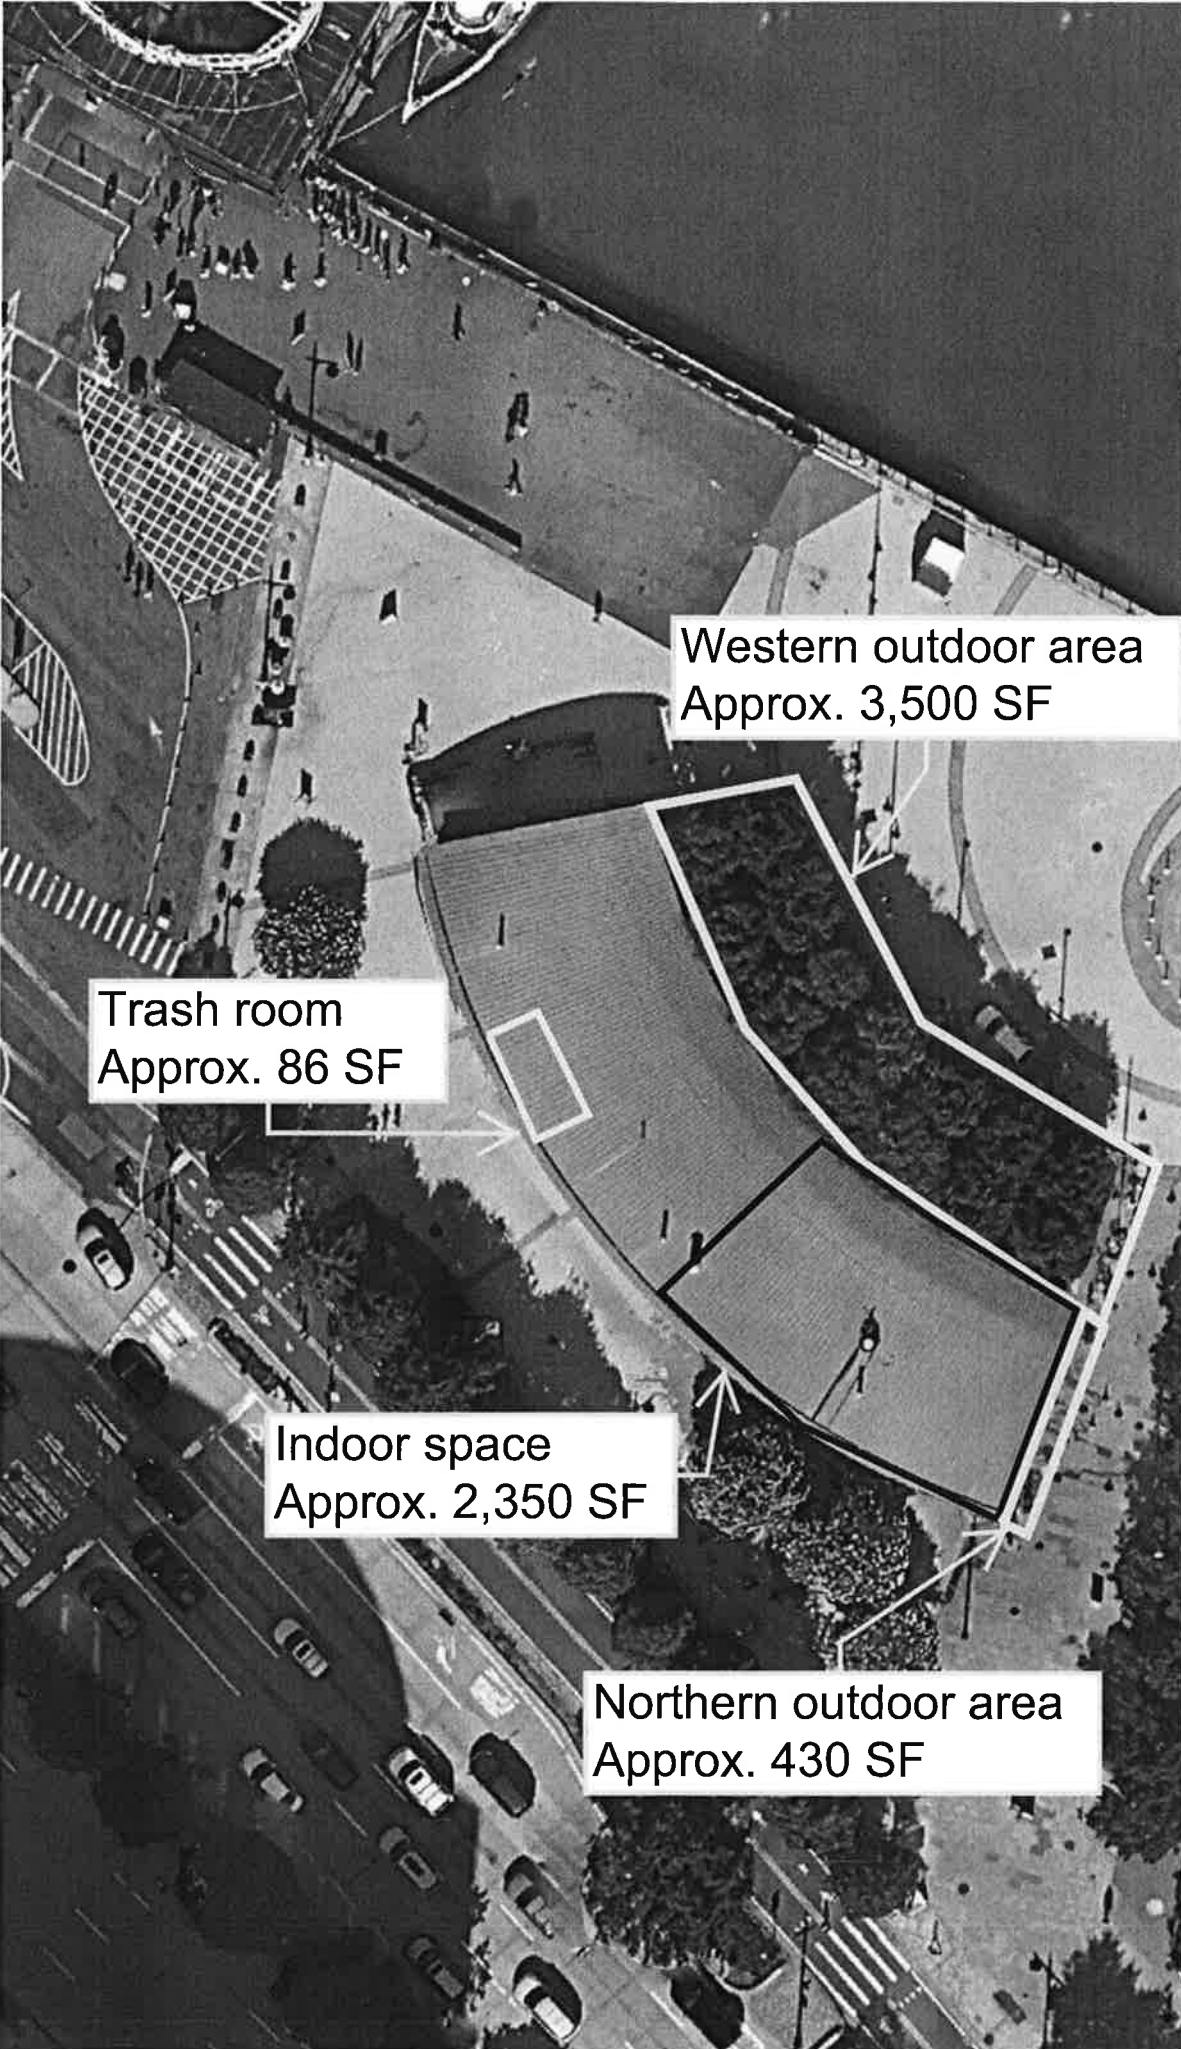 Western outdoor area
Approx. 3,500 SF
Trash room
Approx. 86 SF
Indoor space
Approx. 2,350 SF
Northern outdoor area
Approx. 430 SF